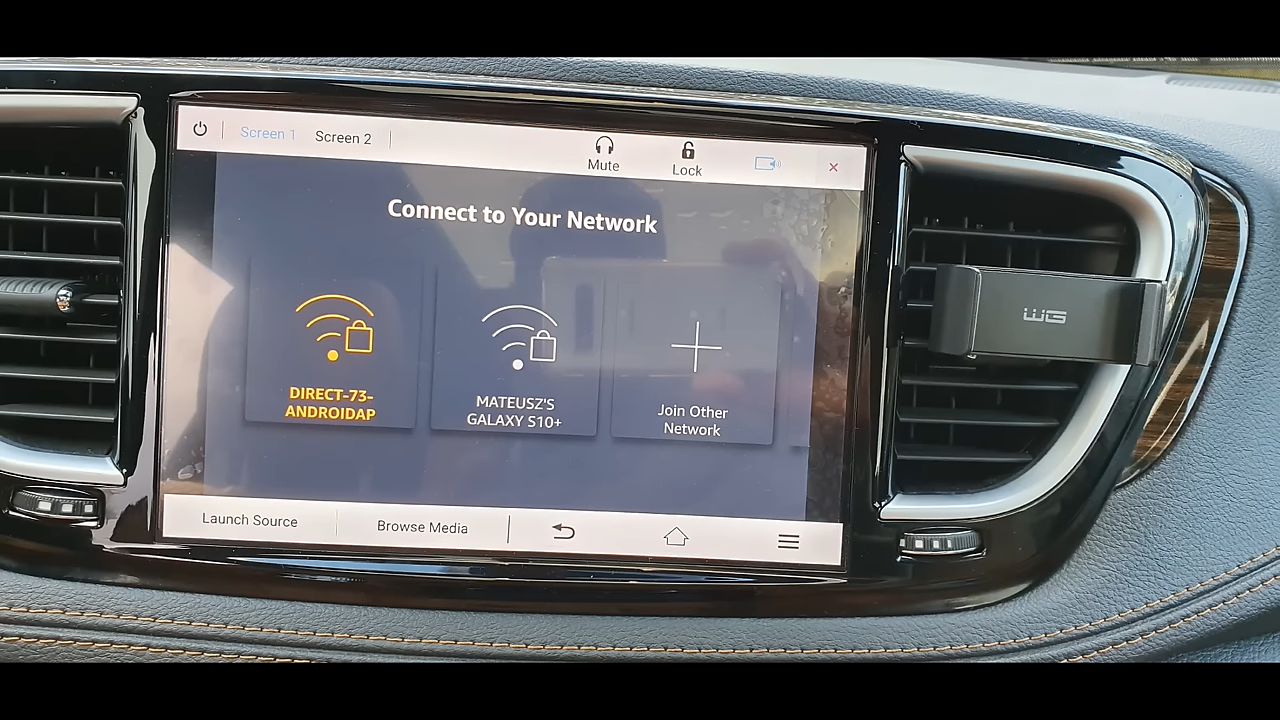 Screen 1 Screen 2
Mute Lock
Connect to Your Network
DIRECT-73-
ANDROIDAP
MATEUSZ'S
GALAXY S10+
Join Other
Network
WG
Launch Source Browse Media